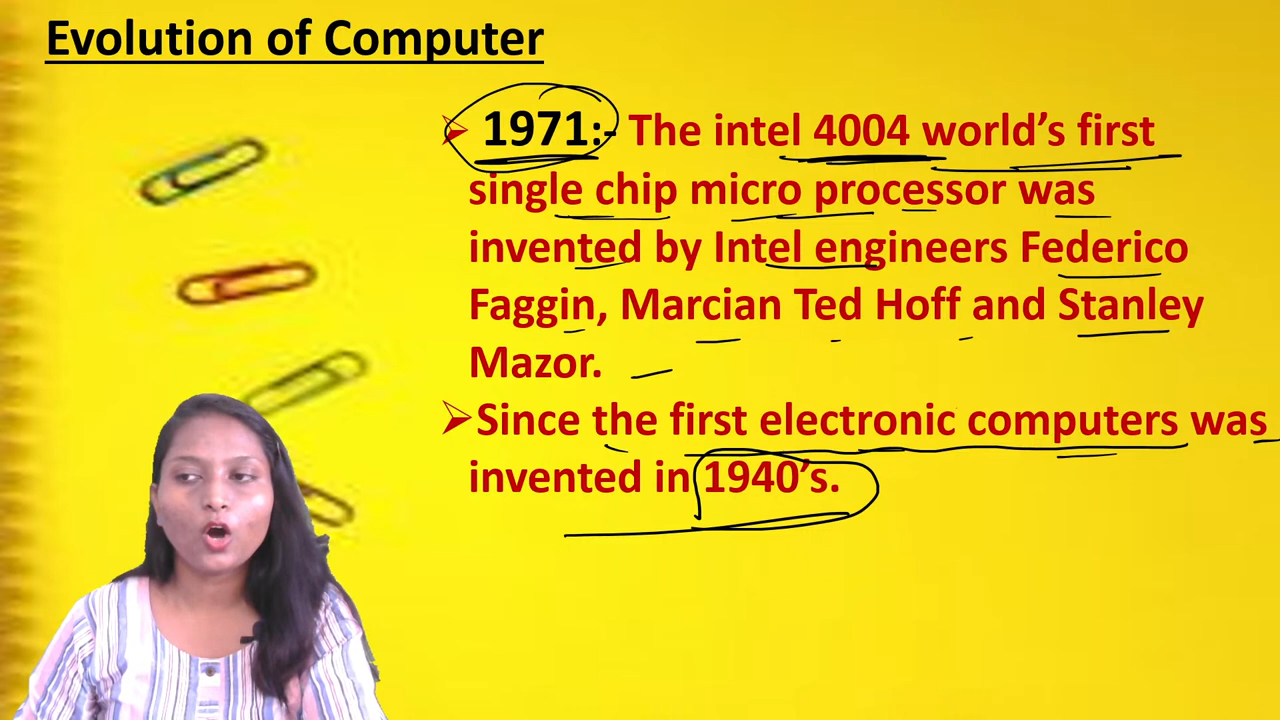 Evolution of Computer
➢ 1971:- The intel 4004 world’s first
single chip micro processor was
invented by Intel engineers Federico
Faggin, Marcian Ted Hoff and Stanley
Mazor.
➢Since the first electronic computers was
invented in 1940’s.